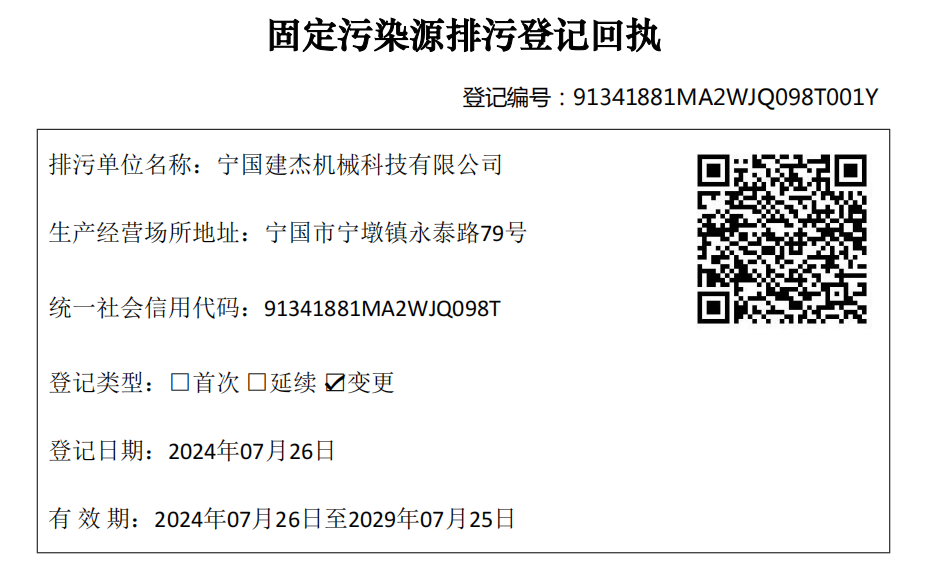 固定污染源排污登记回执
登记编号：91341881MA2WJQ098T001Y
排污单位名称：宁国建杰机械科技有限公司
生产经营场所地址：宁国市宁墩镇永泰路79号
统一社会信用代码：91341881MA2WJQ098T
登记类型：☐首次 ☐延续 ☑变更
登记日期：2024年07月26日
有 效 期：2024年07月26日至2029年07月25日